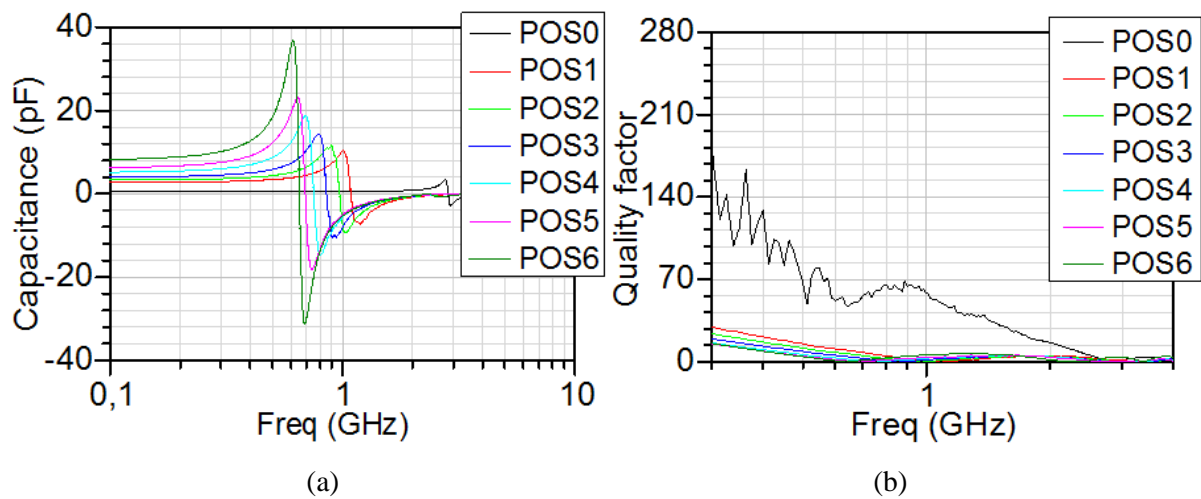 Capacitance (pF)
40
20
0
-20
-40
0,1
1
10
Freq (GHz)
POS0
POS1
POS2
POS3
POS4
POS5
POS6
(a)
Quality factor
280
210
140
70
0
1
Freq (GHz)
POS0
POS1
POS2
POS3
POS4
POS5
POS6
(b)